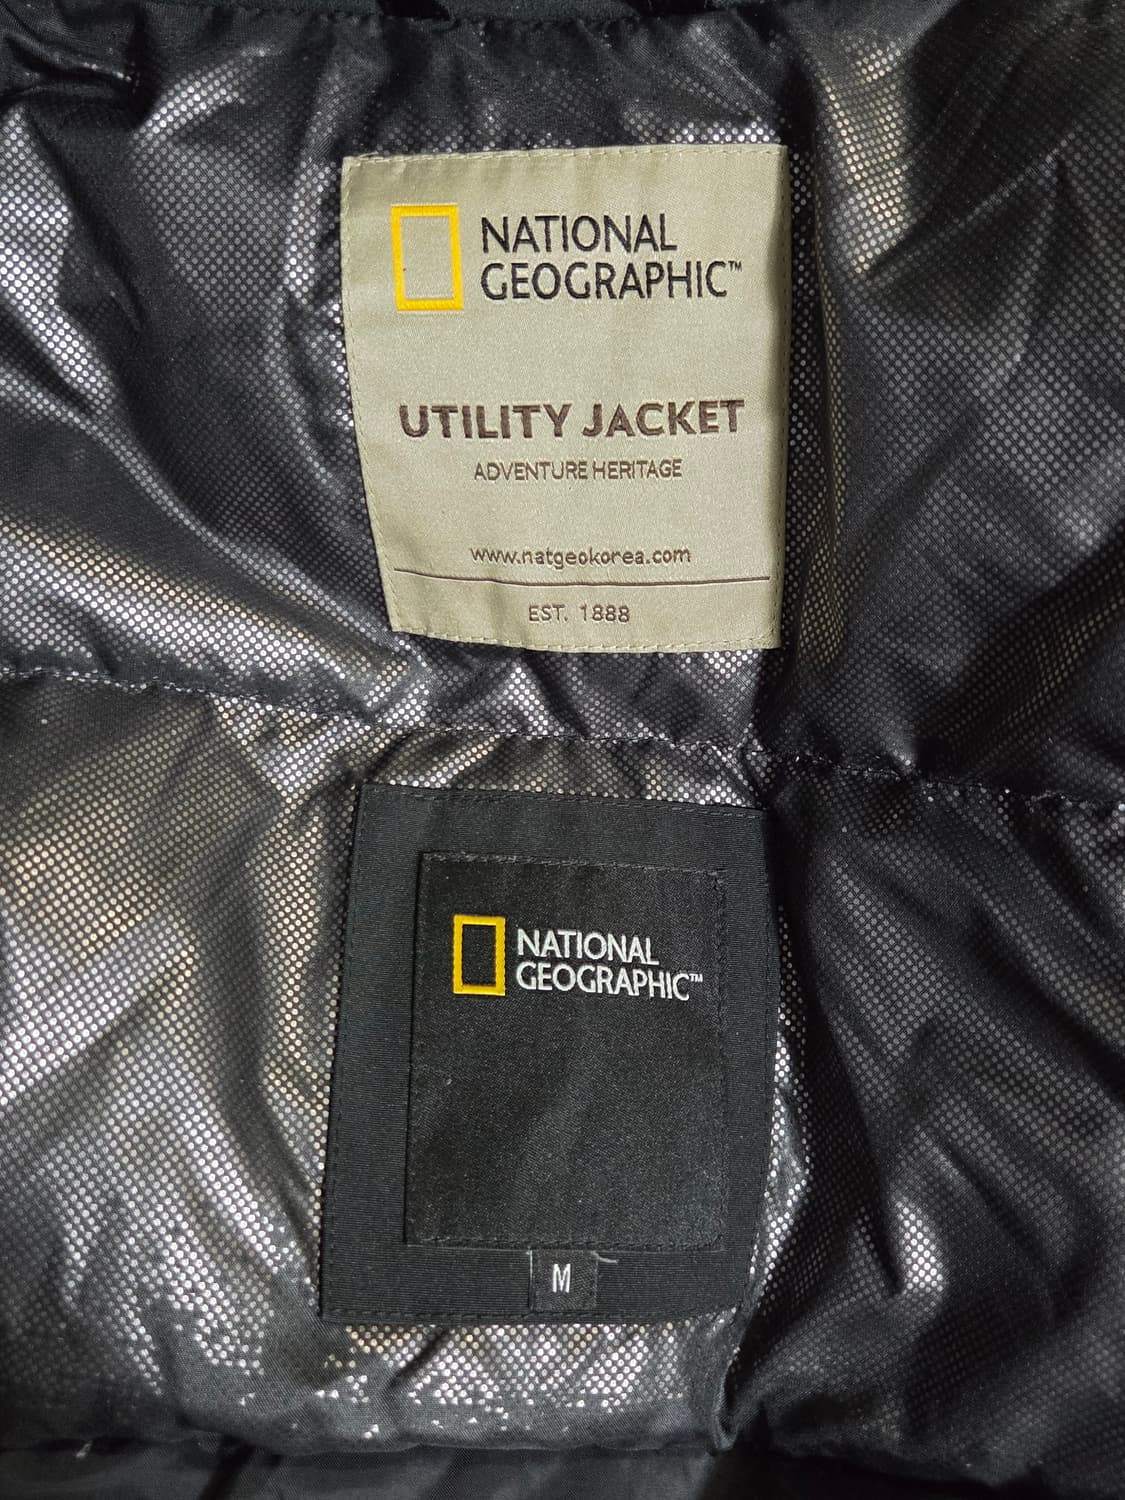 NATIONAL
GEOGRAPHIC™
UTILITY JACKET
ADVENTURE HERITAGE
www.natgeokorea.com
EST. 1888
NATIONAL
GEOGRAPHIC™
M